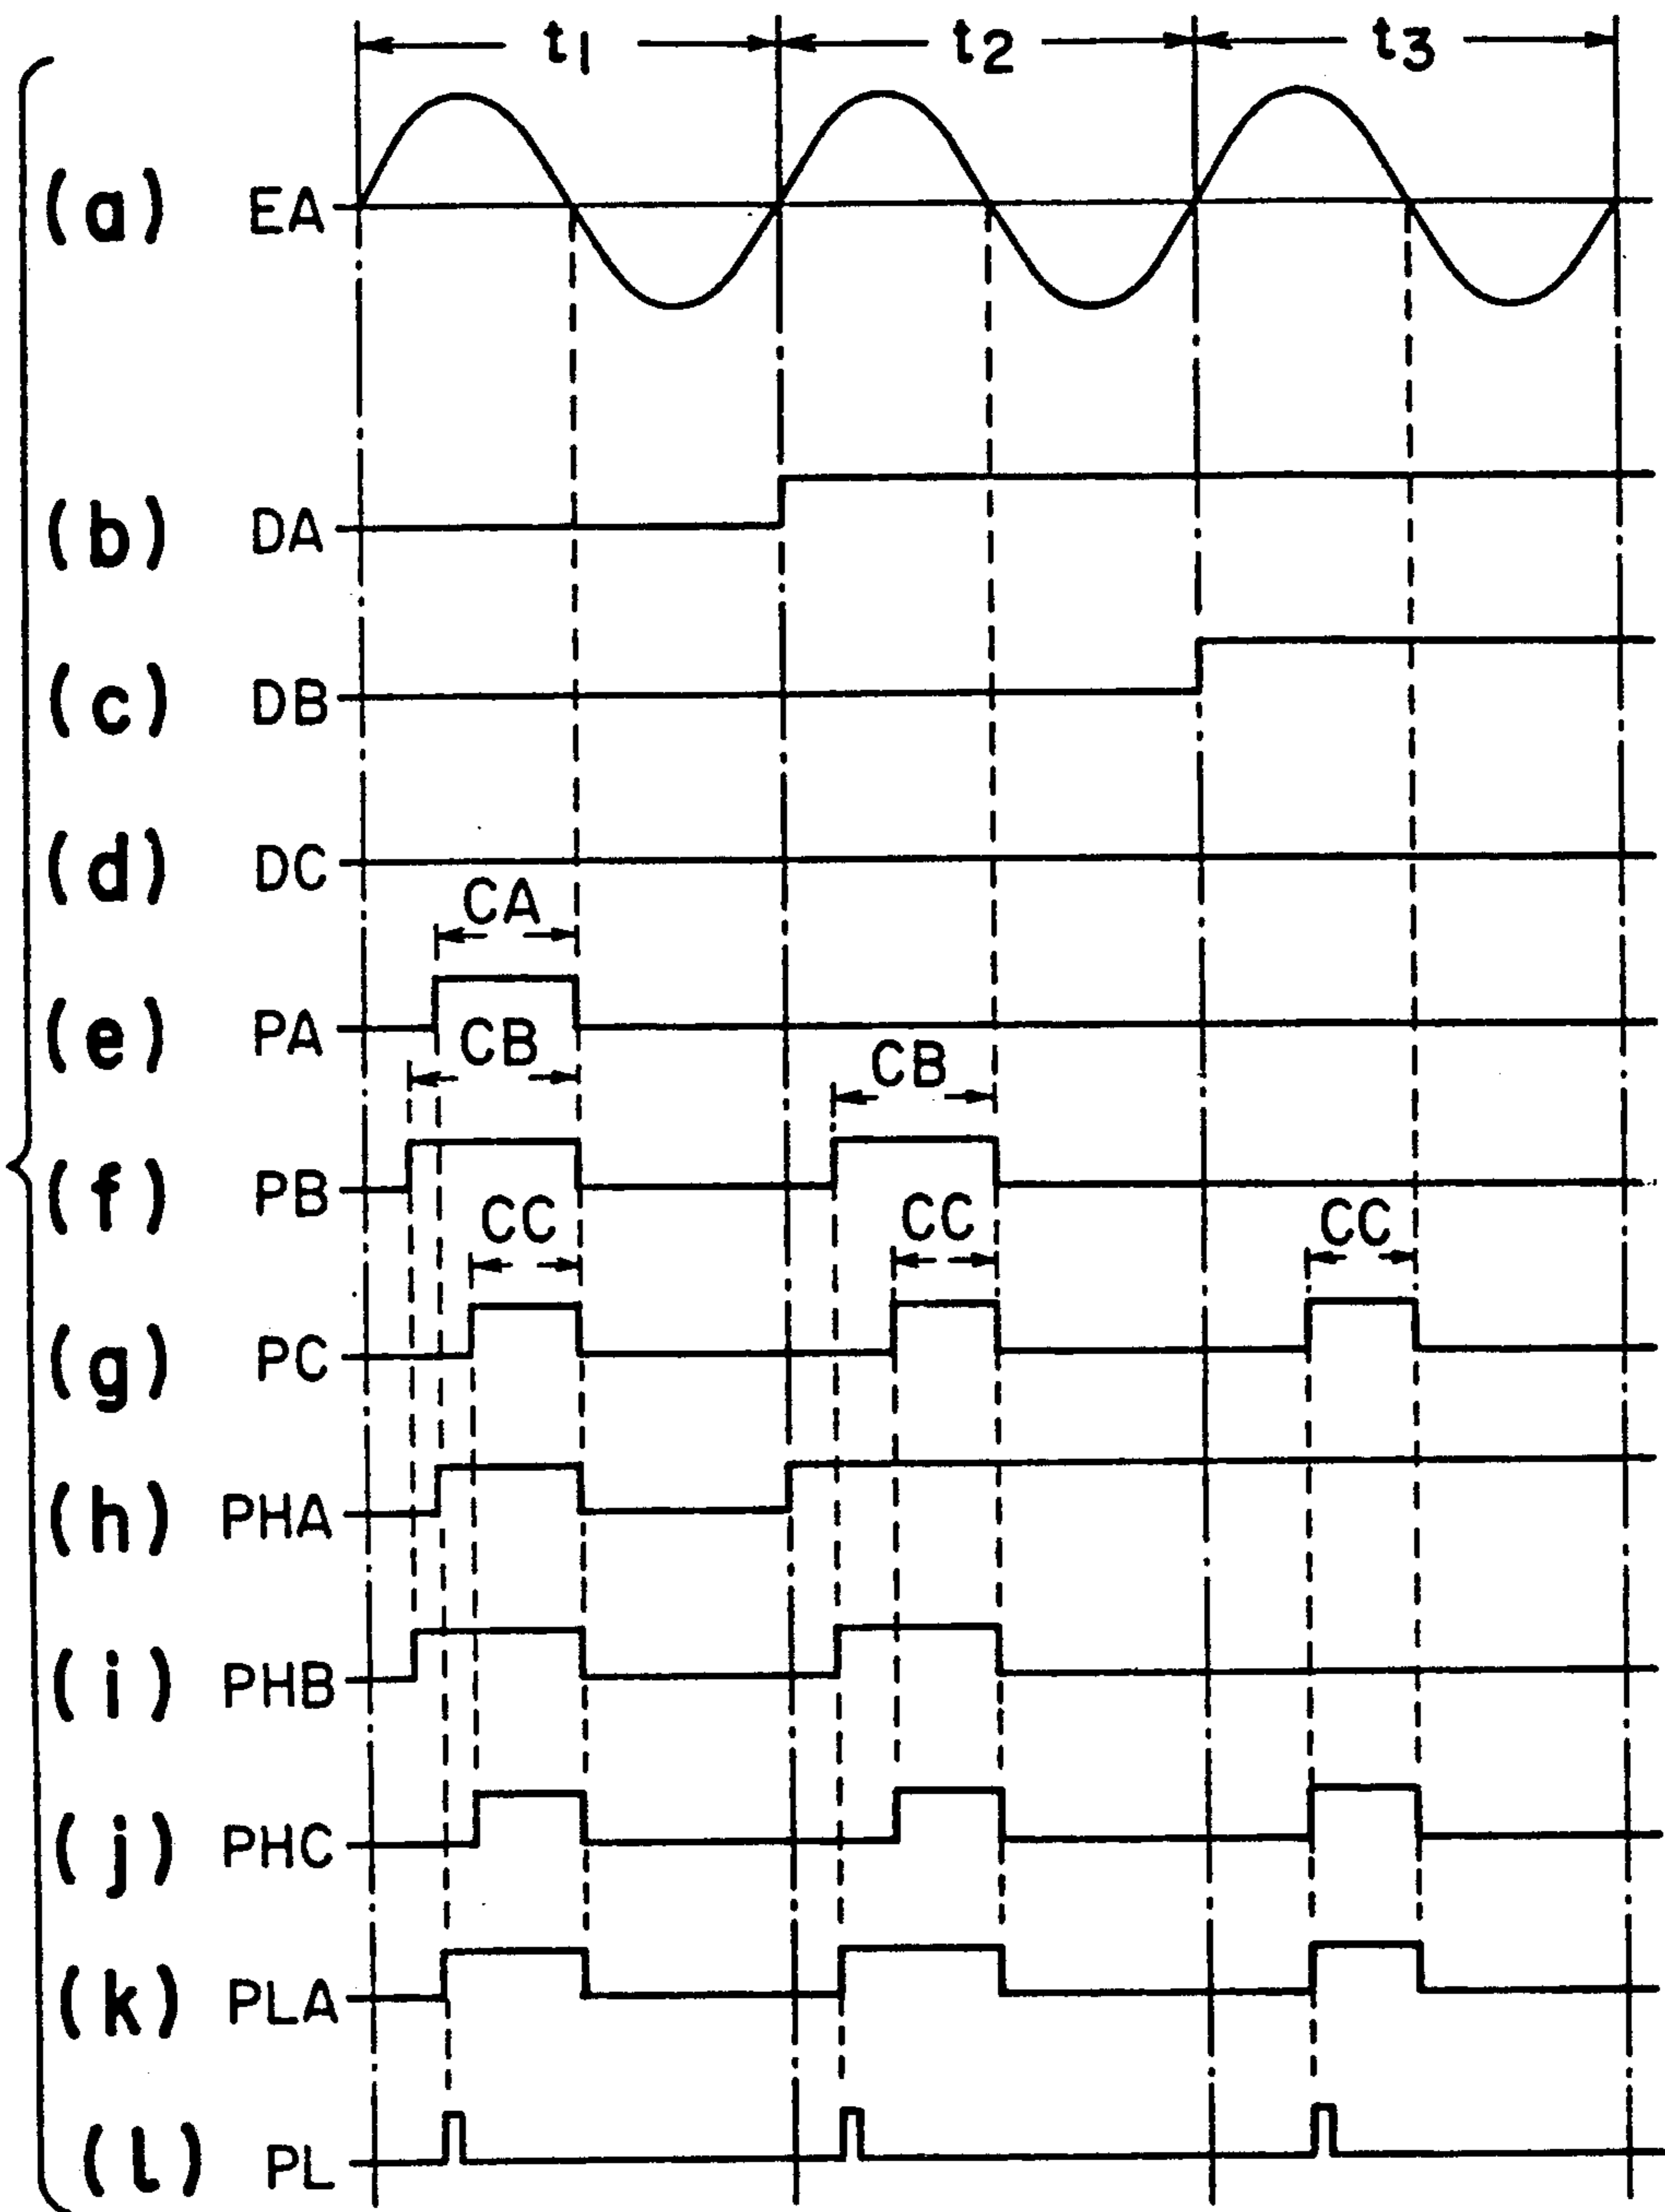 t1 t2 t3
(a) EA
(b) DA
(c) DB
(d) DC
CA
(e) PA
CB CB
(f) PB
CC CC CC
(g) PC
(h) PHA
(i) PHB
(j) PHC
(k) PLA
(l) PL